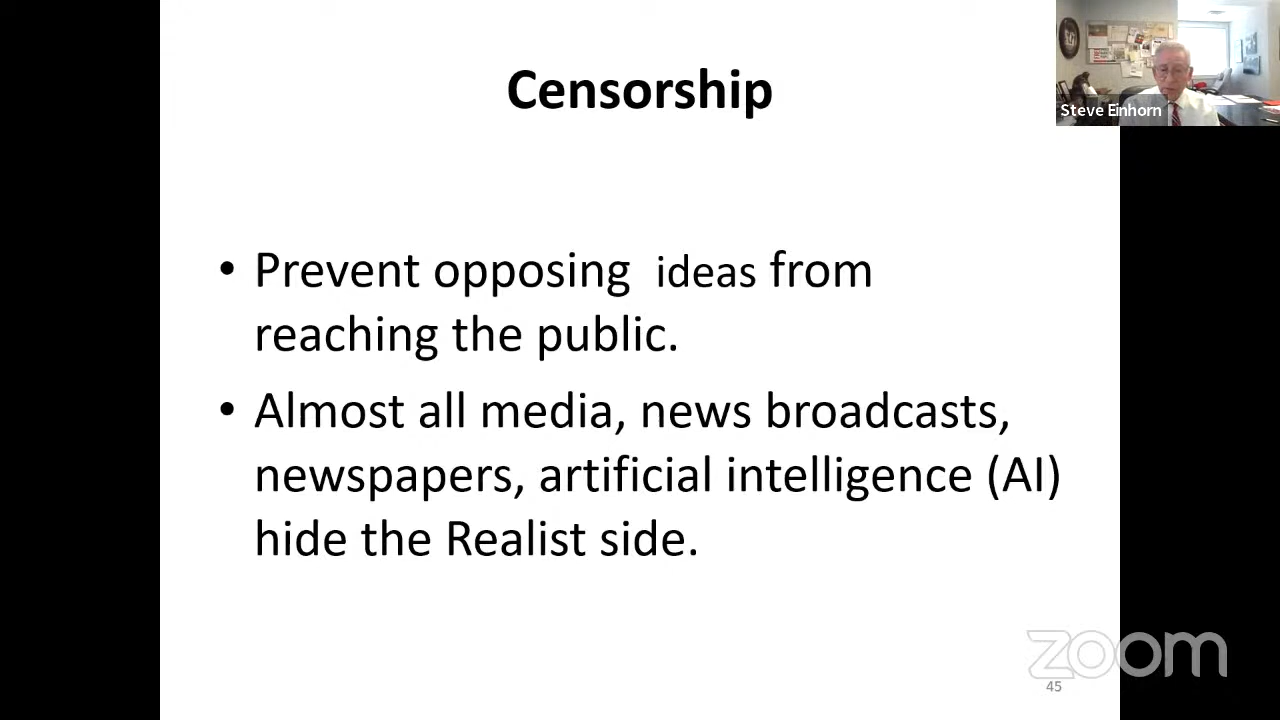 Censorship
Steve Einhorn
• Prevent opposing ideas from
reaching the public.
• Almost all media, news broadcasts,
newspapers, artificial intelligence (AI)
hide the Realist side.
zoom
45